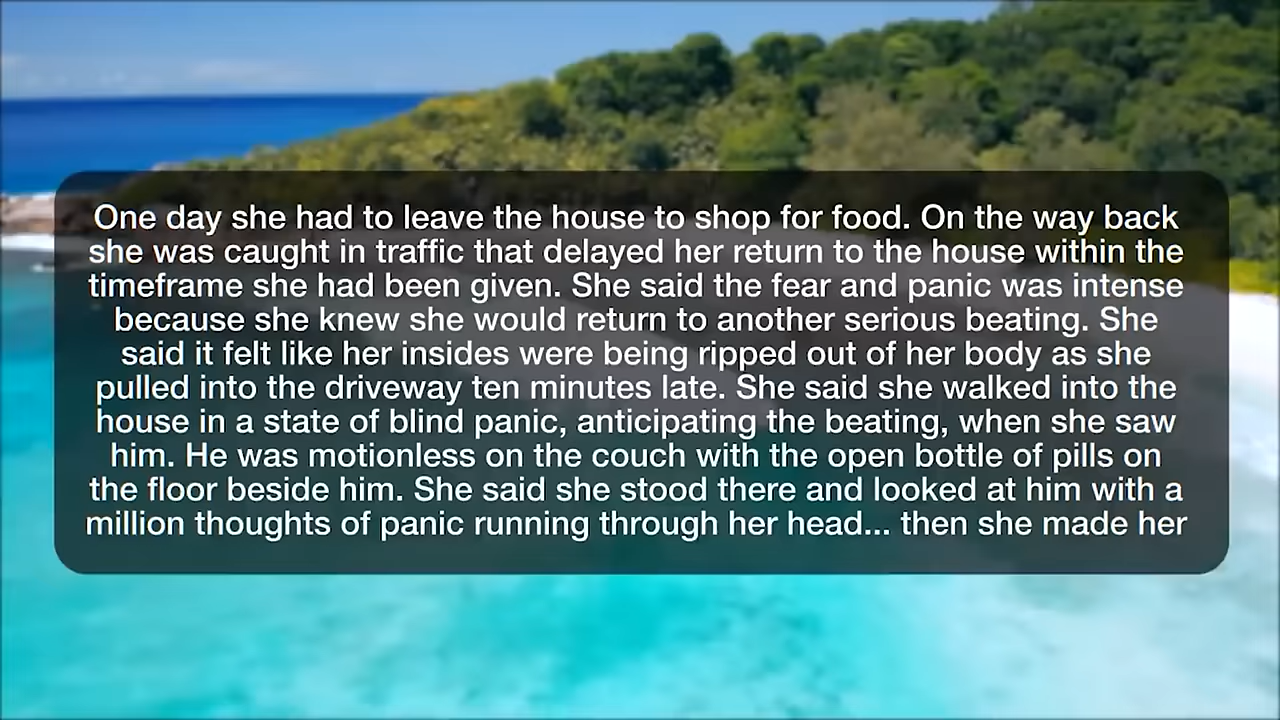 One day she had to leave the house to shop for food. On the way back
she was caught in traffic that delayed her return to the house within the
timeframe she had been given. She said the fear and panic was intense
because she knew she would return to another serious beating. She
said it felt like her insides were being ripped out of her body as she
pulled into the driveway ten minutes late. She said she walked into the
house in a state of blind panic, anticipating the beating, when she saw
him. He was motionless on the couch with the open bottle of pills on
the floor beside him. She said she stood there and looked at him with a
million thoughts of panic running through her head... then she made her